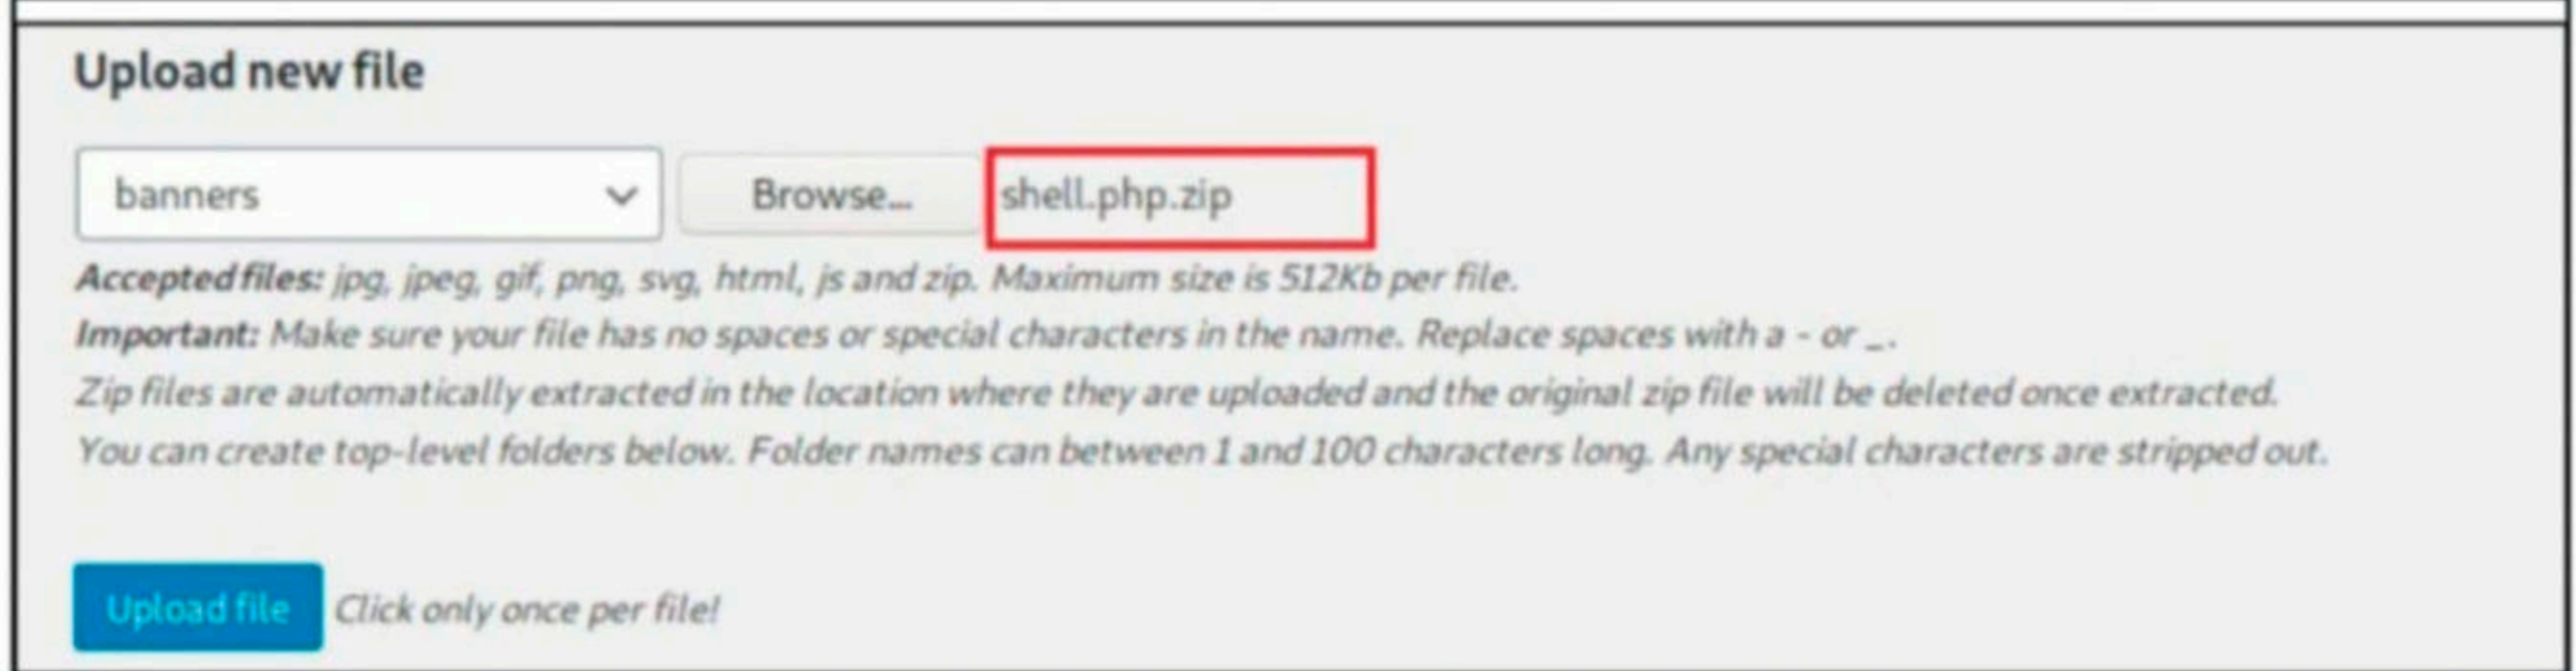 Upload new file
banners Browse... shell.php.zip
Accepted files: jpg, jpeg, gif, png, svg, html, js and zip. Maximum size is 512Kb per file.
Important: Make sure your file has no spaces or special characters in the name. Replace spaces with a - or _.
Zip files are automatically extracted in the location where they are uploaded and the original zip file will be deleted once extracted.
You can create top-level folders below. Folder names can between 1 and 100 characters long. Any special characters are stripped out.
Upload file Click only once per file!